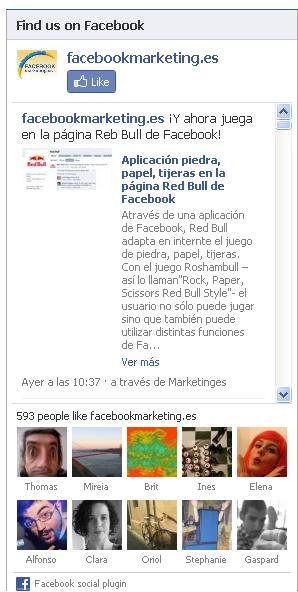 Find us on Facebook
FACEBOOK
facebookmarketing.es
Like
facebookmarketing.es ¡Y ahora juega
en la página Reb Bull de Facebook!
Red Bull
Aplicación piedra,
papel, tijeras en la
página Red Bull de
Facebook
Através de una aplicación
de Facebook, Red Bull
adapta en internte el juego
de piedra, papel, tijeras.
Con el juego Roshambull –
así lo llaman"Rock, Paper,
Scissors Red Bull Style"- el
usuario no sólo puede jugar
sino que también puede
utilizar distintas funciones
de Fa...
Ver más
Ayer a las 10:37 · a través de Marketinges
593 people like facebookmarketing.es
Thomas Mireia Brit Ines Elena
Alfonso Clara Oriol Stephanie Gaspard
Facebook social plugin